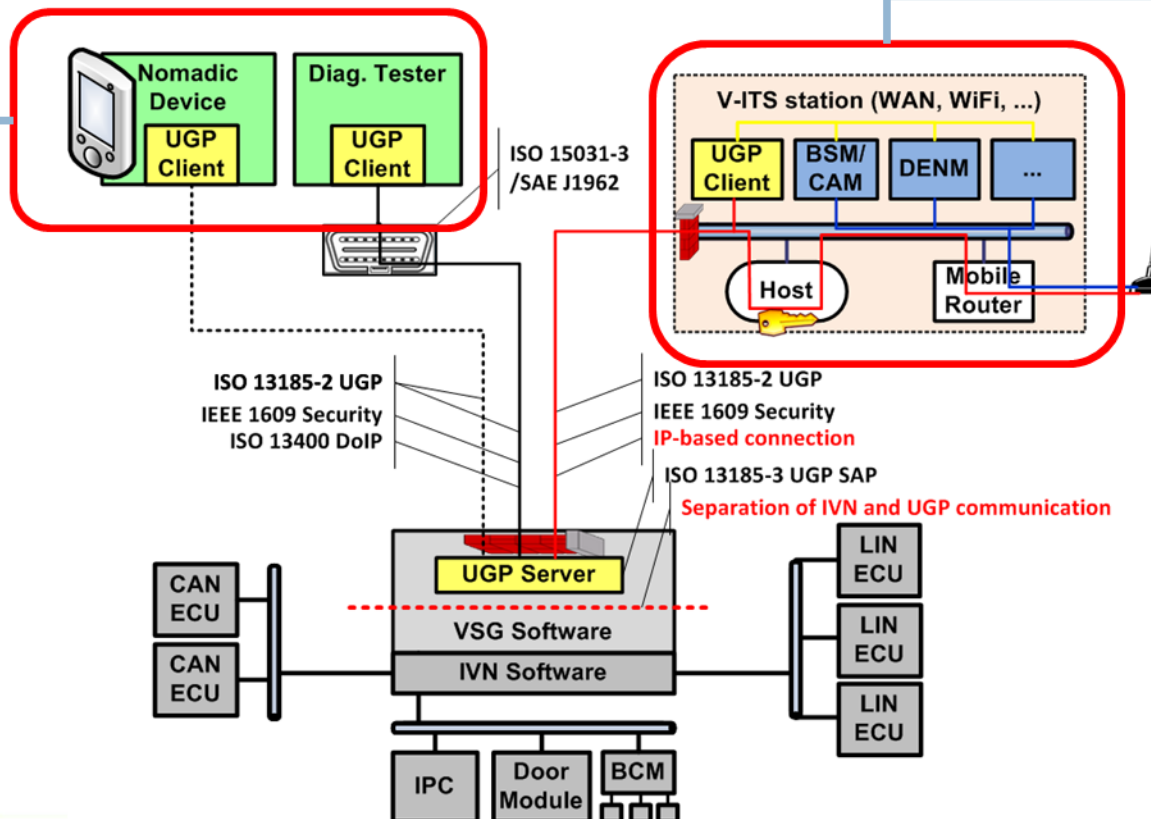 Nomadic
Device
UGP
Client
Diag. Tester
UGP
Client
ISO 15031-3
/SAE J1962
V-ITS station (WAN, WiFi, ...)
UGP
Client
BSM/
CAM
DENM
...
Host
Mobile
Router
ISO 13185-2 UGP
IEEE 1609 Security
ISO 13400 DoIP
ISO 13185-2 UGP
IEEE 1609 Security
IP-based connection
ISO 13185-3 UGP SAP
Separation of IVN and UGP communication
UGP Server
VSG Software
IVN Software
CAN
ECU
CAN
ECU
LIN
ECU
LIN
ECU
LIN
ECU
IPC
Door
Module
BCM